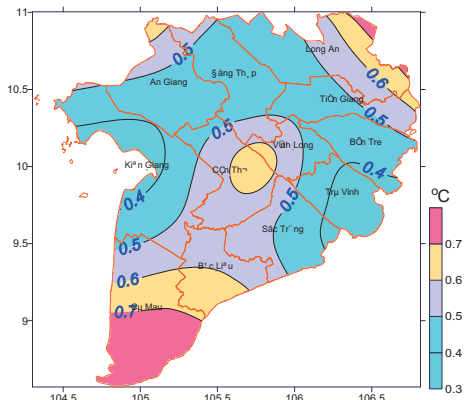 11
10.5
10
9.5
9
104.5
105
105.5
106
106.5
ºC
0.7
0.6
0.5
0.4
0.3
0.5
Long An
0.6
An Giang
§ång Th¸p
TiÒn Giang
0.5
0.5
VÜnh Long
BÕn Tre
Kiªn Giang
CÇn Th¬
0.4
0.4
0.5
Trµ Vinh
Sãc Tr¨ng
0.5
0.6
B¹c Liªu
0.7
Cµ Mau